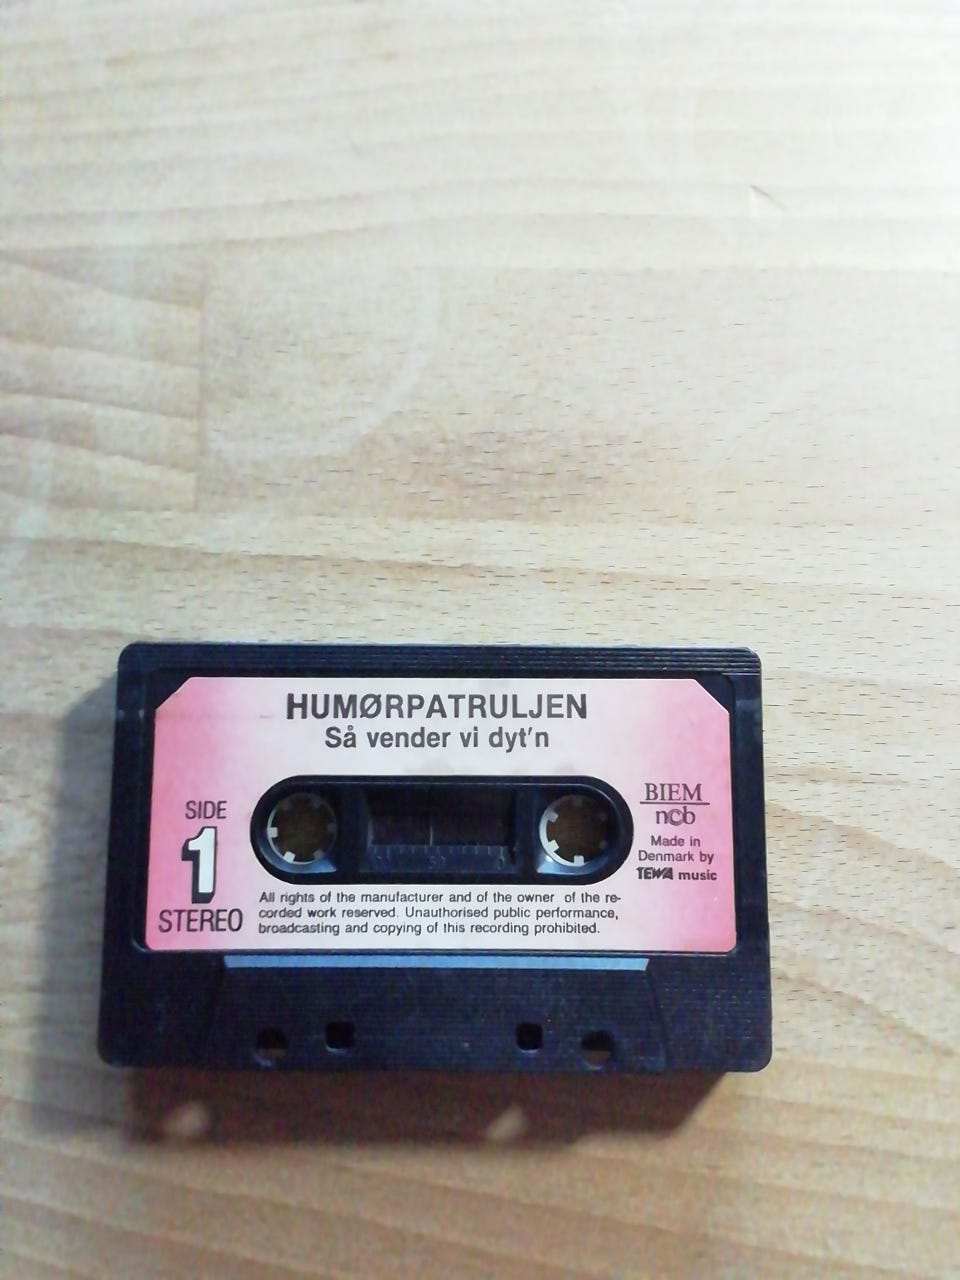 HUMØRPATRULJEN
Så vender vi dyt'n
SIDE
1
STEREO
BIEM
ncb
Made in
Denmark by
TEWA music
All rights of the manufacturer and of the owner of the re-
corded work reserved. Unauthorised public performance,
broadcasting and copying of this recording prohibited.